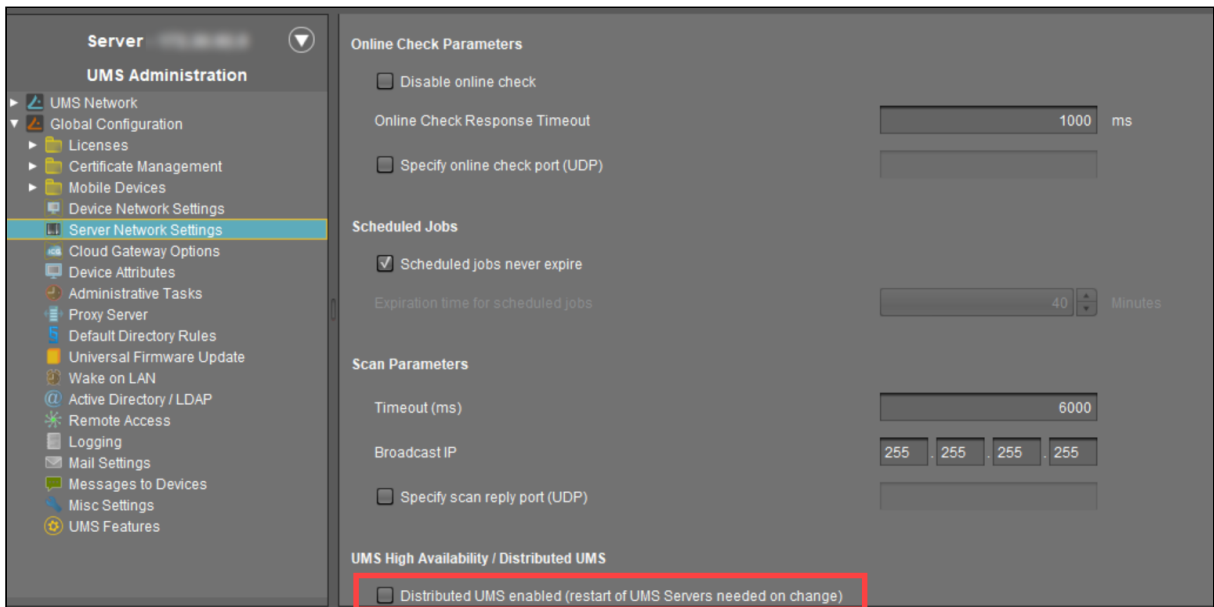 Server
UMS Administration
UMS Network
Global Configuration
Licenses
Certificate Management
Mobile Devices
Device Network Settings
Server Network Settings
Cloud Gateway Options
Device Attributes
Administrative Tasks
Proxy Server
Default Directory Rules
Universal Firmware Update
Wake on LAN
Active Directory / LDAP
Remote Access
Logging
Mail Settings
Messages to Devices
Misc Settings
UMS Features
Online Check Parameters
Disable online check
Online Check Response Timeout 1000 ms
Specify online check port (UDP)
Scheduled Jobs
Scheduled jobs never expire
Expiration time for scheduled jobs 40 Minutes
Scan Parameters
Timeout (ms) 6000
Broadcast IP 255 . 255 . 255 . 255
Specify scan reply port (UDP)
UMS High Availability / Distributed UMS
Distributed UMS enabled (restart of UMS Servers needed on change)